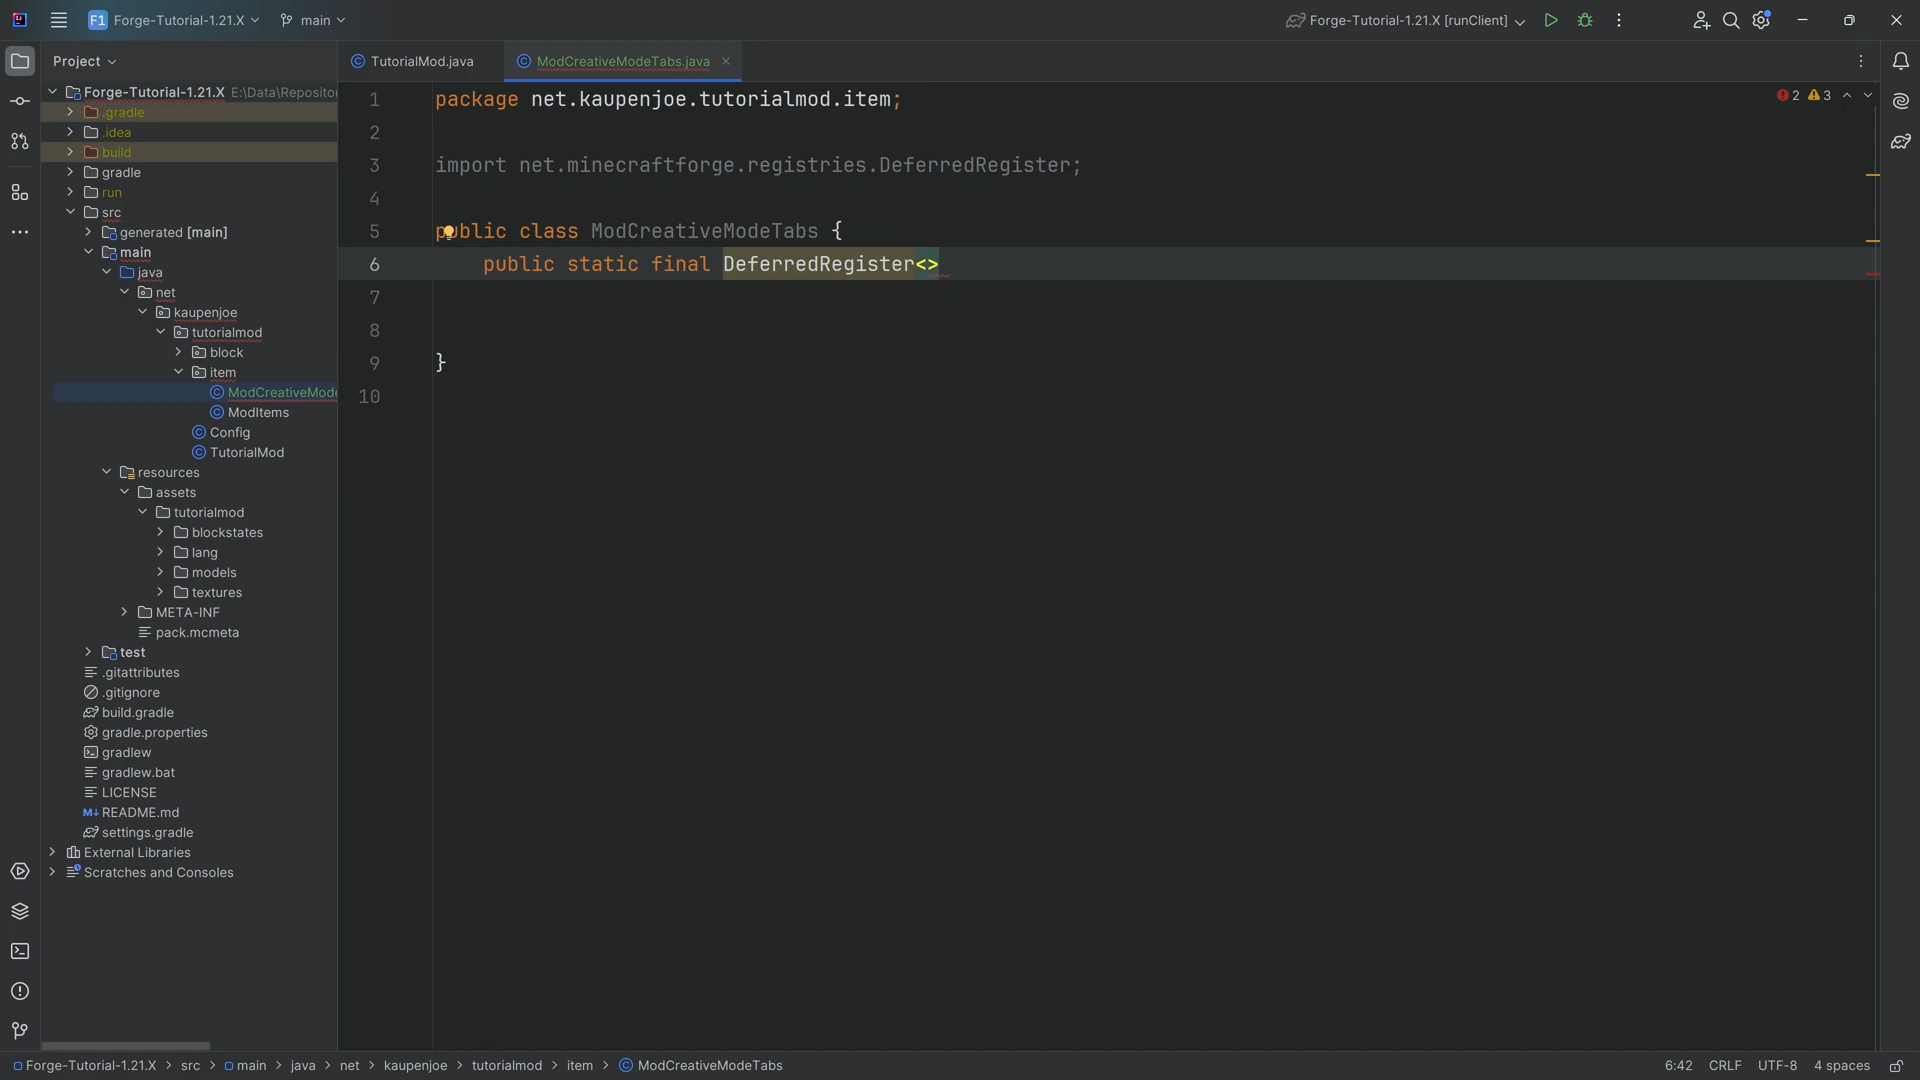 F1 Forge-Tutorial-1.21.X
main
Forge-Tutorial-1.21.X [runClient]
Project
TutorialMod.java
ModCreativeModeTabs.java
Forge-Tutorial-1.21.X E:\Data\Repositor
.gradle
.idea
build
gradle
run
src
generated [main]
main
java
net
kaupenjoe
tutorialmod
block
item
ModCreativeMode
ModItems
Config
TutorialMod
resources
assets
tutorialmod
blockstates
lang
models
textures
META-INF
pack.mcmeta
test
.gitattributes
.gitignore
build.gradle
gradle.properties
gradlew
gradlew.bat
LICENSE
M↓ README.md
settings.gradle
External Libraries
Scratches and Consoles
1 package net.kaupenjoe.tutorialmod.item;
2
3 import net.minecraftforge.registries.DeferredRegister;
4
5 public class ModCreativeModeTabs {
6 public static final DeferredRegister<>
7
8
9 }
10
2 3
Forge-Tutorial-1.21.X > src > main > java > net > kaupenjoe > tutorialmod > item > ModCreativeModeTabs
6:42 CRLF UTF-8 4 spaces